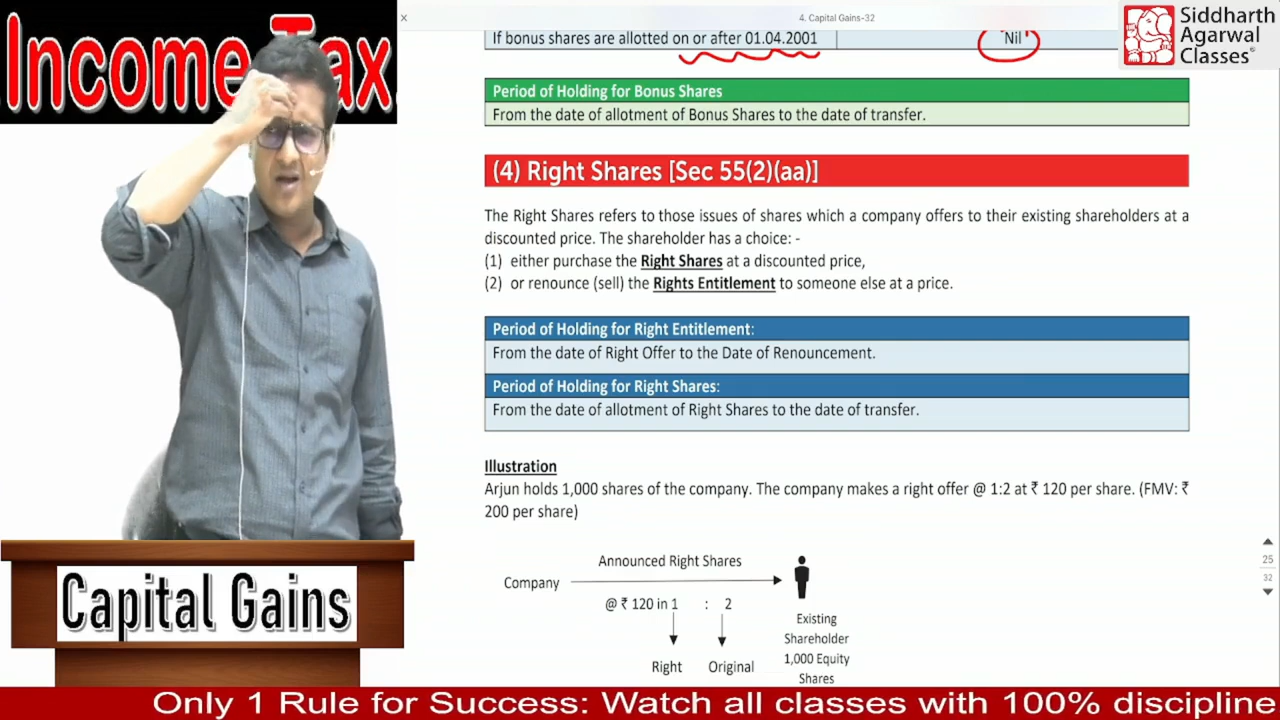 Income Tax
4. Capital Gains-32
Siddharth
Agarwal
Classes
If bonus shares are allotted on or after 01.04.2001
Nil
Period of Holding for Bonus Shares
From the date of allotment of Bonus Shares to the date of transfer.
(4) Right Shares [Sec 55(2)(aa)]
The Right Shares refers to those issues of shares which a company offers to their existing shareholders at a
discounted price. The shareholder has a choice: -
(1) either purchase the Right Shares at a discounted price,
(2) or renounce (sell) the Rights Entitlement to someone else at a price.
Period of Holding for Right Entitlement:
From the date of Right Offer to the Date of Renouncement.
Period of Holding for Right Shares:
From the date of allotment of Right Shares to the date of transfer.
Illustration
Arjun holds 1,000 shares of the company. The company makes a right offer @ 1:2 at ₹ 120 per share. (FMV: ₹
200 per share)
Announced Right Shares
Company
@ ₹ 120 in 1 : 2
Right Original
Existing
Shareholder
1,000 Equity
Shares
25
32
Capital Gains
Only 1 Rule for Success: Watch all classes with 100% discipline